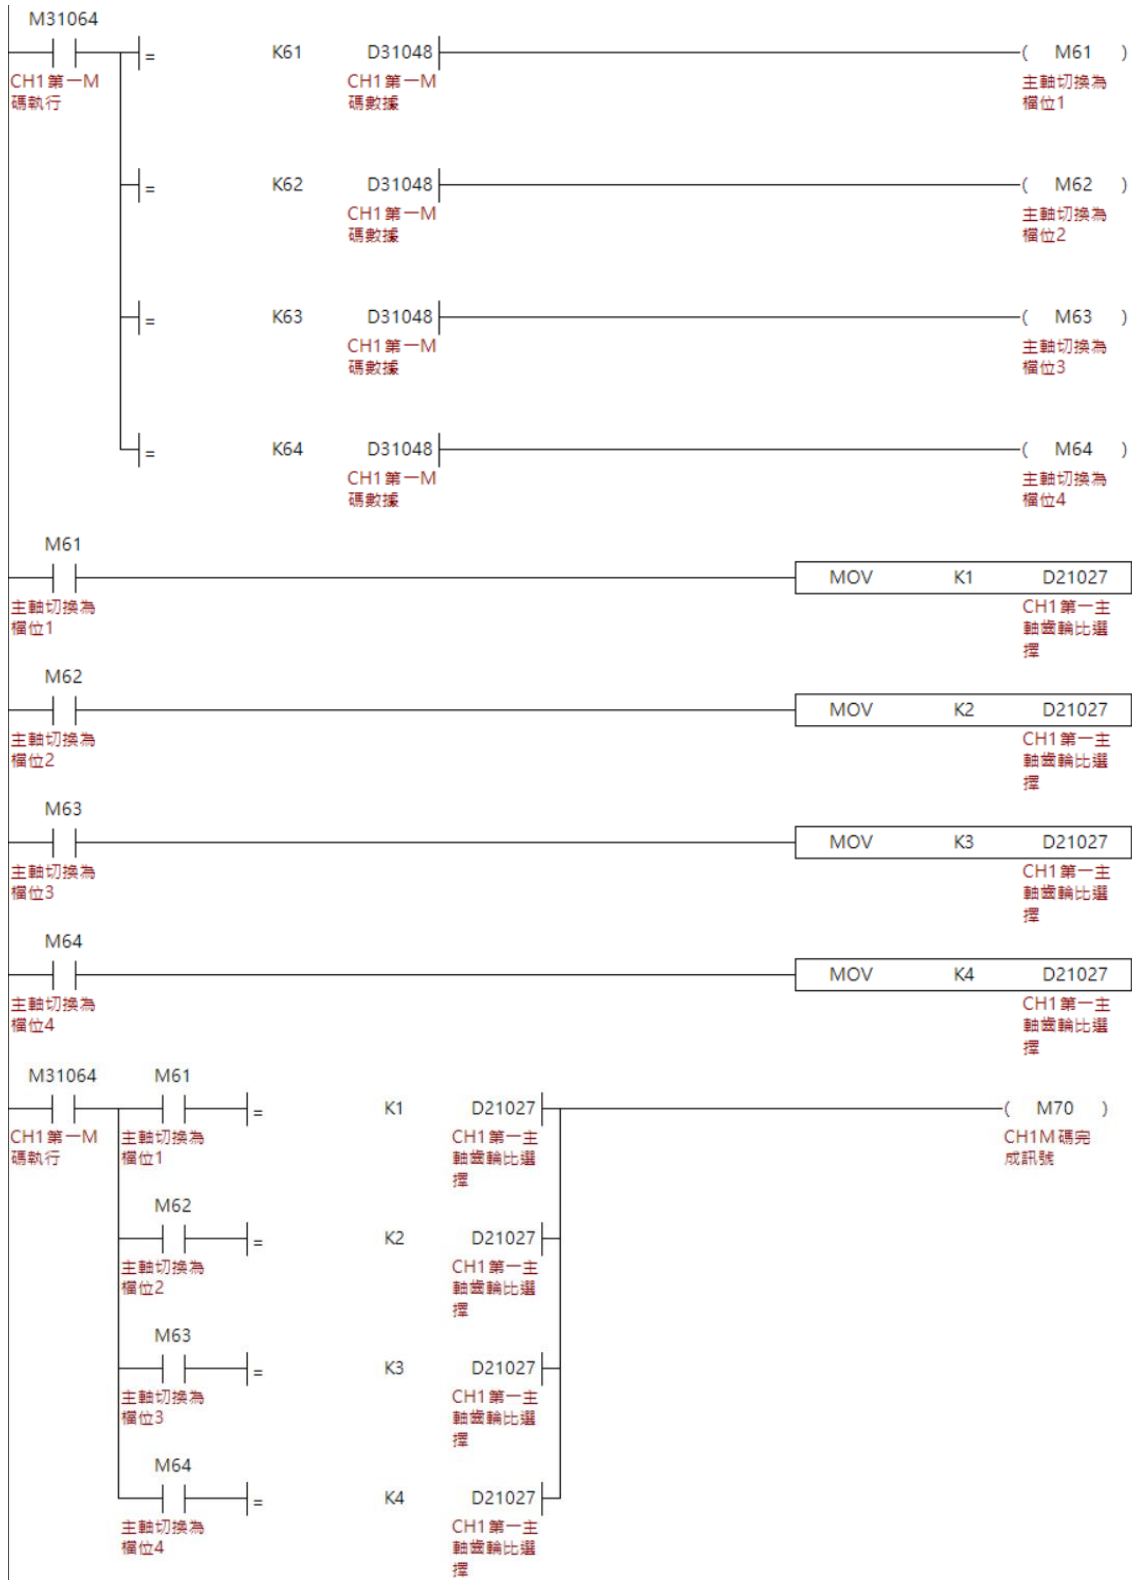 M31064
= K61 D31048 ( M61 )
CH1第一M
碼執行
CH1第一M
碼數據
主軸切換為
檔位1
= K62 D31048 ( M62 )
CH1第一M
碼數據
主軸切換為
檔位2
= K63 D31048 ( M63 )
CH1第一M
碼數據
主軸切換為
檔位3
= K64 D31048 ( M64 )
CH1第一M
碼數據
主軸切換為
檔位4
M61
MOV K1 D21027
主軸切換為
檔位1
CH1第一主
軸齒輪比選
擇
M62
MOV K2 D21027
主軸切換為
檔位2
CH1第一主
軸齒輪比選
擇
M63
MOV K3 D21027
主軸切換為
檔位3
CH1第一主
軸齒輪比選
擇
M64
MOV K4 D21027
主軸切換為
檔位4
CH1第一主
軸齒輪比選
擇
M31064 M61
= K1 D21027 ( M70 )
CH1第一M
碼執行
主軸切換為
檔位1
CH1第一主
軸齒輪比選
擇
CH1M碼完
成訊號
M62
= K2 D21027
主軸切換為
檔位2
CH1第一主
軸齒輪比選
擇
M63
= K3 D21027
主軸切換為
檔位3
CH1第一主
軸齒輪比選
擇
M64
= K4 D21027
主軸切換為
檔位4
CH1第一主
軸齒輪比選
擇